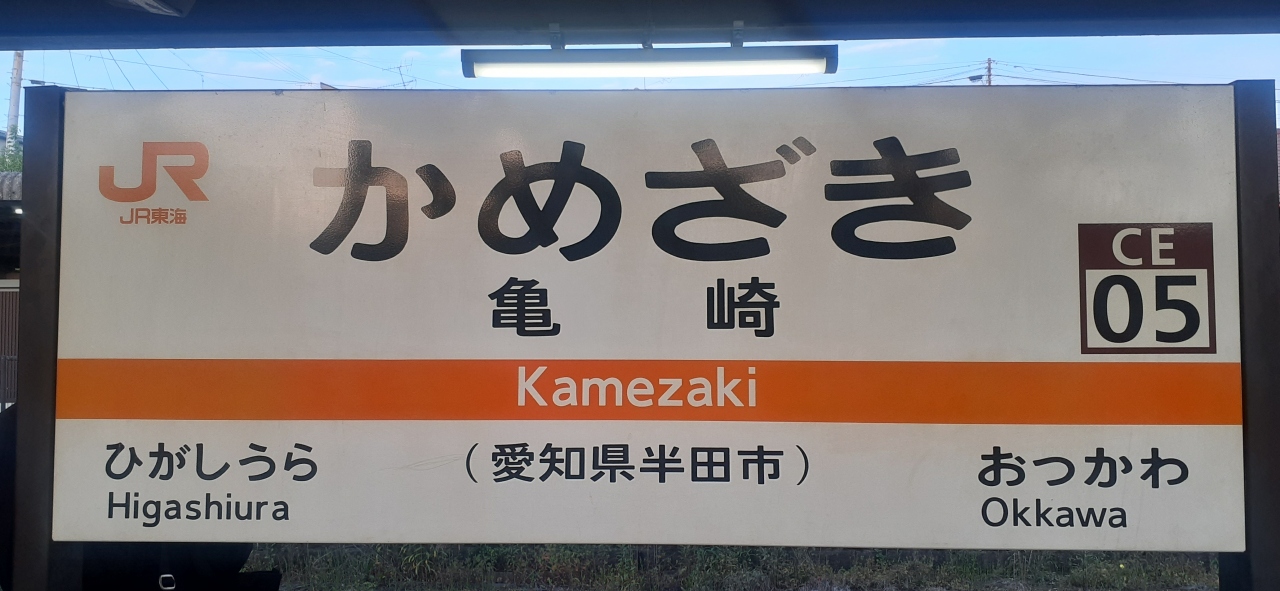 JR
JR東海
かめざき
亀崎
CE
05
Kamezaki
ひがしうら
Higashiura
（愛知県半田市）
おっかわ
Okkawa